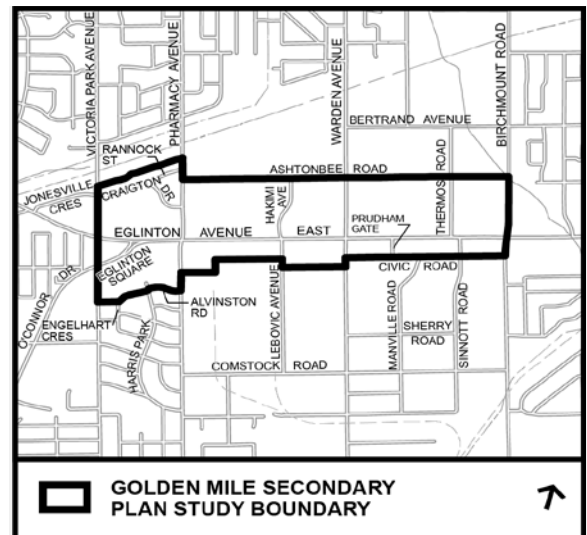 VICTORIA PARK AVENUE
PHARMACY AVENUE
WARDEN AVENUE
BIRCHMOUNT ROAD
BERTRAND AVENUE
RANNOCK
ST
ASHTONBEE ROAD
JONESVILLE
CRES
CRAIGTON
DR
HAKIMI
AVE
THERMOS ROAD
PRUDHAM
GATE
EGLINTON AVENUE EAST
EGLINTON
SQUARE
CIVIC ROAD
O'CONNOR DR
ALVINSTON
RD
ENGELHART
CRES
HARRIS PARK
LEBOVIC AVENUE
MANVILLE ROAD
SHERRY
ROAD
SINNOTT ROAD
COMSTOCK ROAD
GOLDEN MILE SECONDARY
PLAN STUDY BOUNDARY